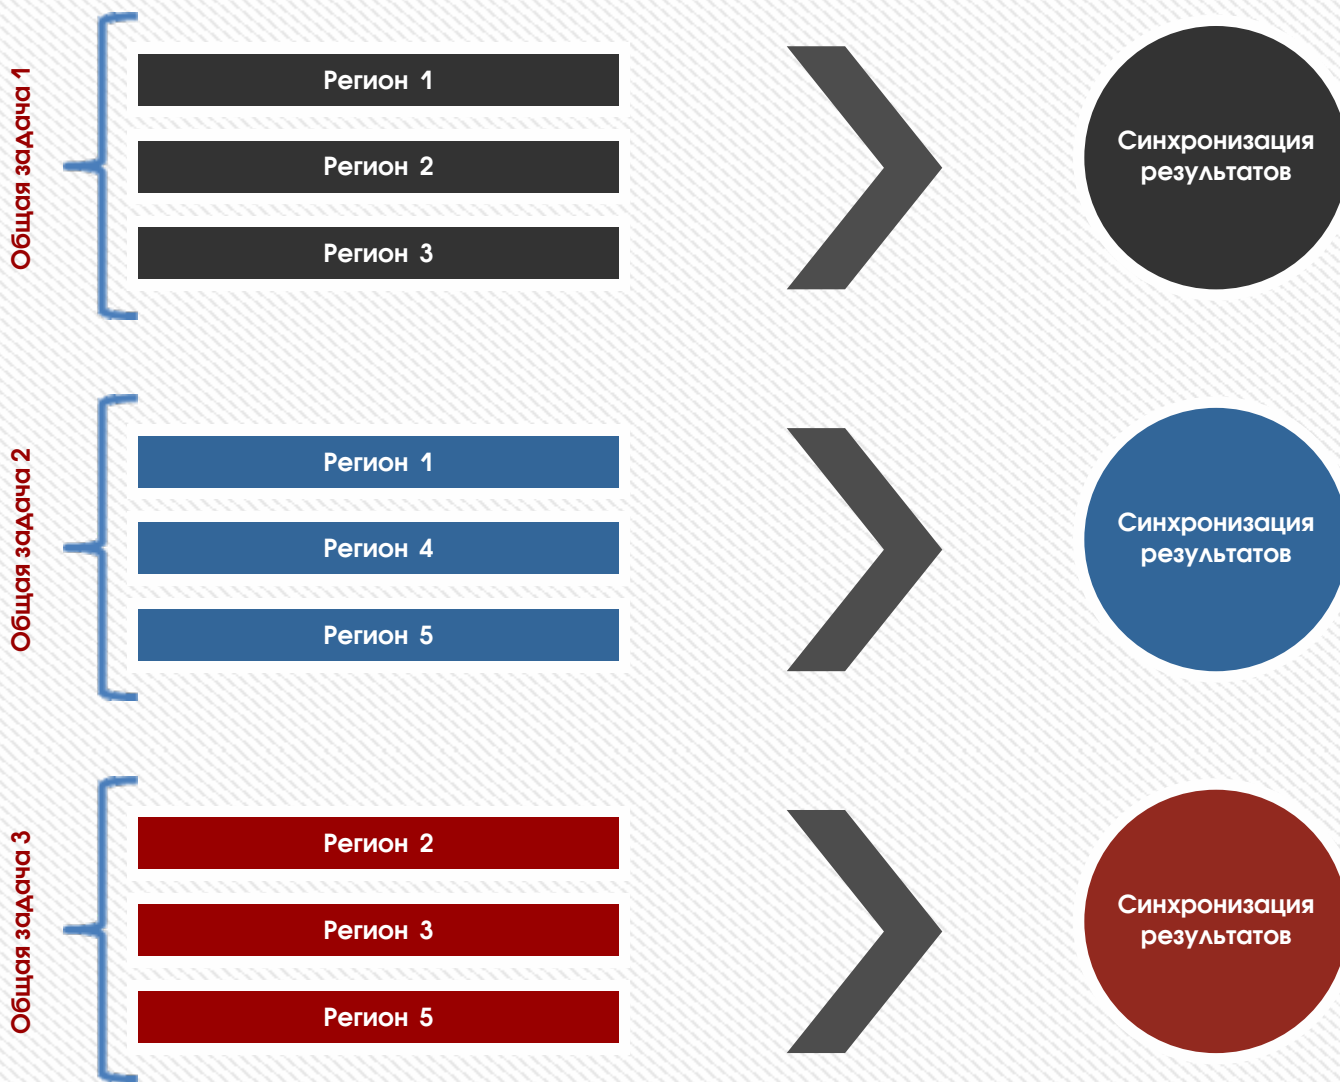 Общая задача 1
Регион 1
Регион 2
Регион 3
Синхронизация
результатов
Общая задача 2
Регион 1
Регион 4
Регион 5
Синхронизация
результатов
Общая задача 3
Регион 2
Регион 3
Регион 5
Синхронизация
результатов